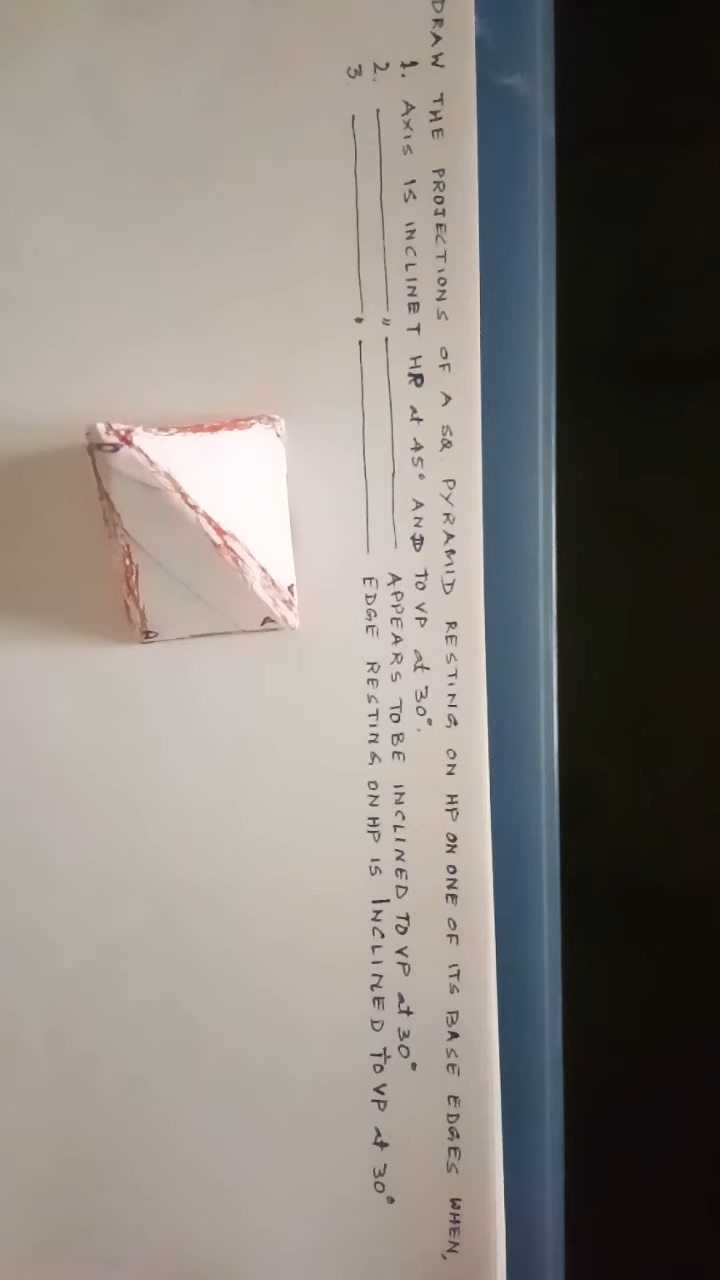 DRAW THE PROJECTIONS OF A SQ PYRAMID RESTING ON HP ON ONE OF ITS BASE EDGES WHEN,
1. AXIS IS INCLINET HP at 45° AND TO VP at 30°.
2. ———— " ———— APPEARS TO BE INCLINED TO VP at 30°
3 ———— " ———— EDGE RESTING ON HP IS INCLINED TO VP at 30°
O
A